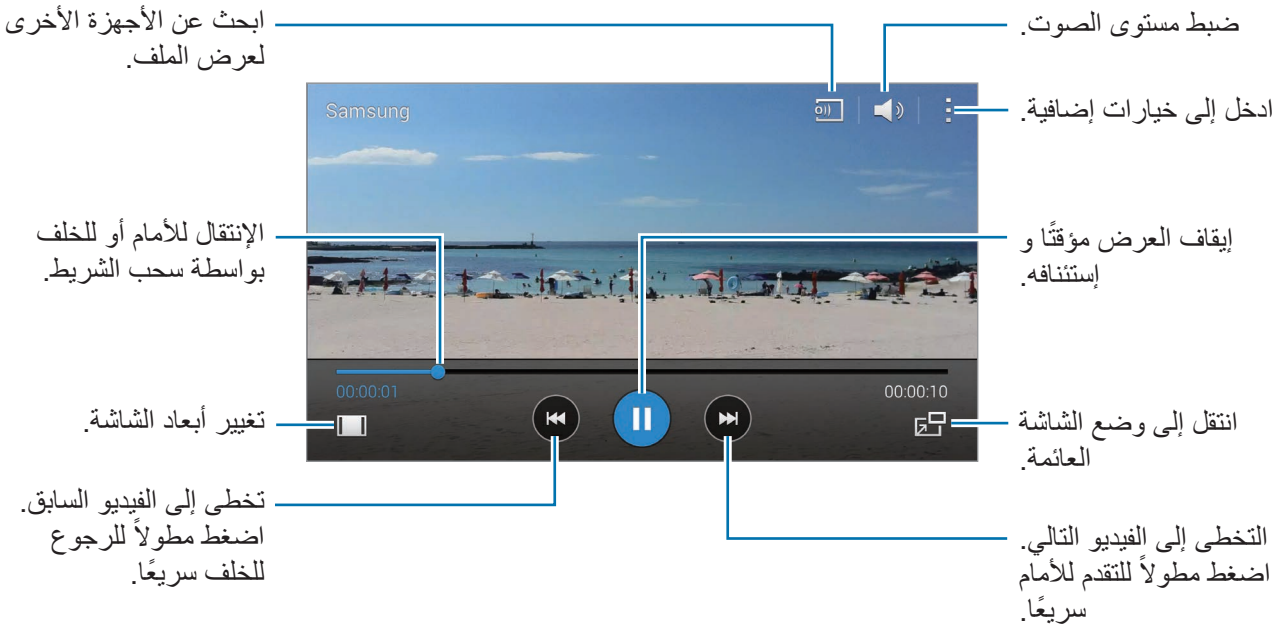 ضبط مستوى الصوت.
ابحث عن الأجهزة الأخرى
لعرض الملف.
Samsung
ادخل إلى خيارات إضافية.
الإنتقال للأمام أو للخلف
بواسطة سحب الشريط.
إيقاف العرض مؤقتًا و
إستئنافه.
00:00:01
00:00:10
تغيير أبعاد الشاشة.
انتقل إلى وضع الشاشة
العائمة.
تخطى إلى الفيديو السابق.
اضغط مطولاً للرجوع
للخلف سريعًا.
التخطى إلى الفيديو التالي.
اضغط مطولاً للتقدم للأمام
سريعًا.